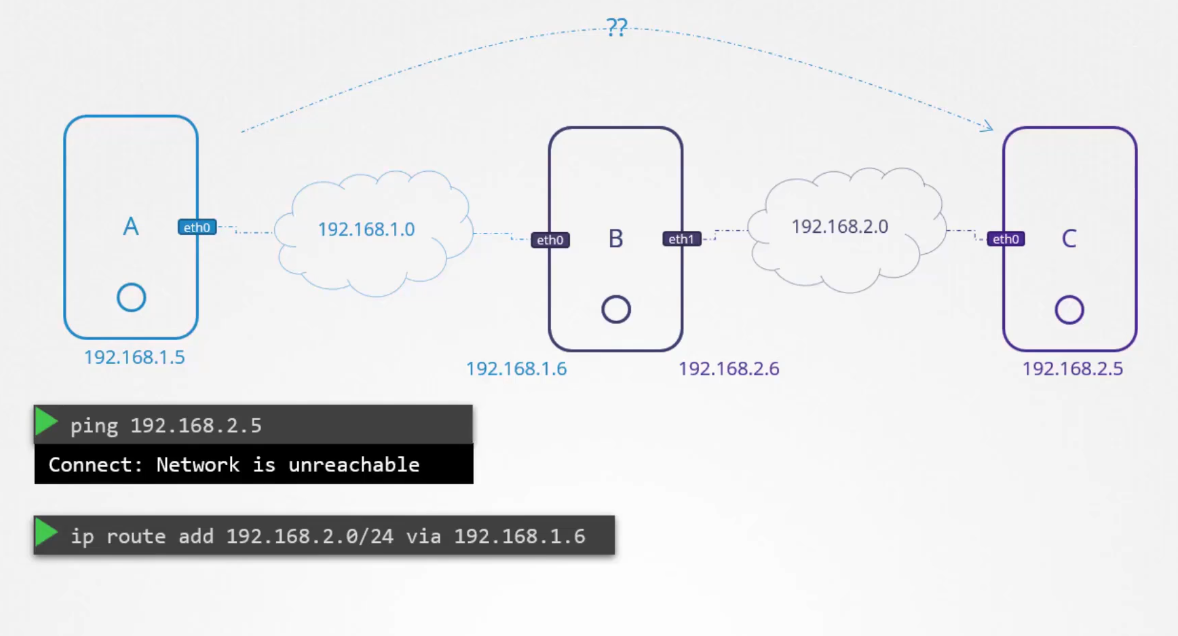 ??
A
eth0
192.168.1.0
eth0
B
eth1
192.168.2.0
eth0
C
192.168.1.5
192.168.1.6
192.168.2.6
192.168.2.5
ping 192.168.2.5
Connect: Network is unreachable
ip route add 192.168.2.0/24 via 192.168.1.6